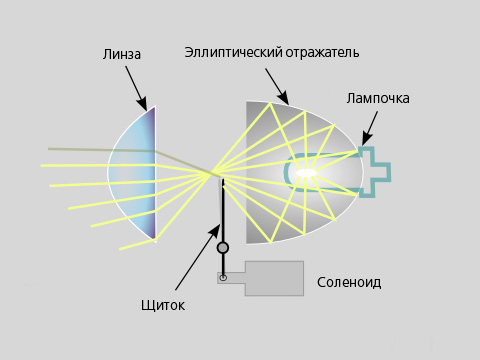 Эллиптический отражатель
Линза
Лампочка
Соленоид
Щиток